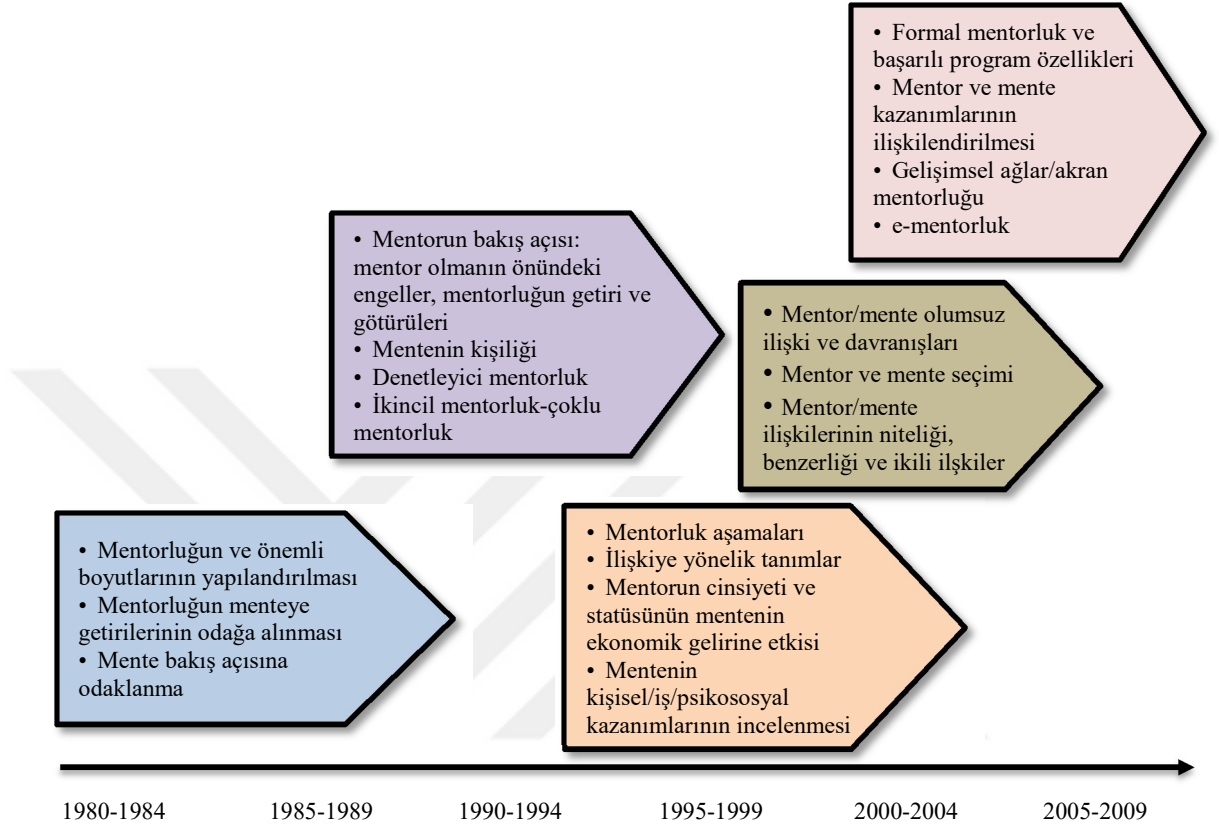 • Formal mentorluk ve
başarılı program özellikleri
• Mentor ve mente
kazanımlarının
ilişkilendirilmesi
• Gelişimsel ağlar/akran
mentorluğu
• e-mentorluk
• Mentorun bakış açısı:
mentor olmanın önündeki
engeller, mentorluğun getiri ve
götürüleri
• Mentenin kişiliği
• Denetleyici mentorluk
• İkincil mentorluk-çoklu
mentorluk
• Mentor/mente olumsuz
ilişki ve davranışları
• Mentor ve mente seçimi
• Mentor/mente
ilişkilerinin niteliği,
benzerliği ve ikili ilşkiler
• Mentorluğun ve önemli
boyutlarının yapılandırılması
• Mentorluğun menteye
getirilerinin odağa alınması
• Mente bakış açısına
odaklanma
• Mentorluk aşamaları
• İlişkiye yönelik tanımlar
• Mentorun cinsiyeti ve
statüsünün mentenin
ekonomik gelirine etkisi
• Mentenin
kişisel/iş/psikososyal
kazanımlarının incelenmesi
1980-1984 1985-1989 1990-1994 1995-1999 2000-2004 2005-2009